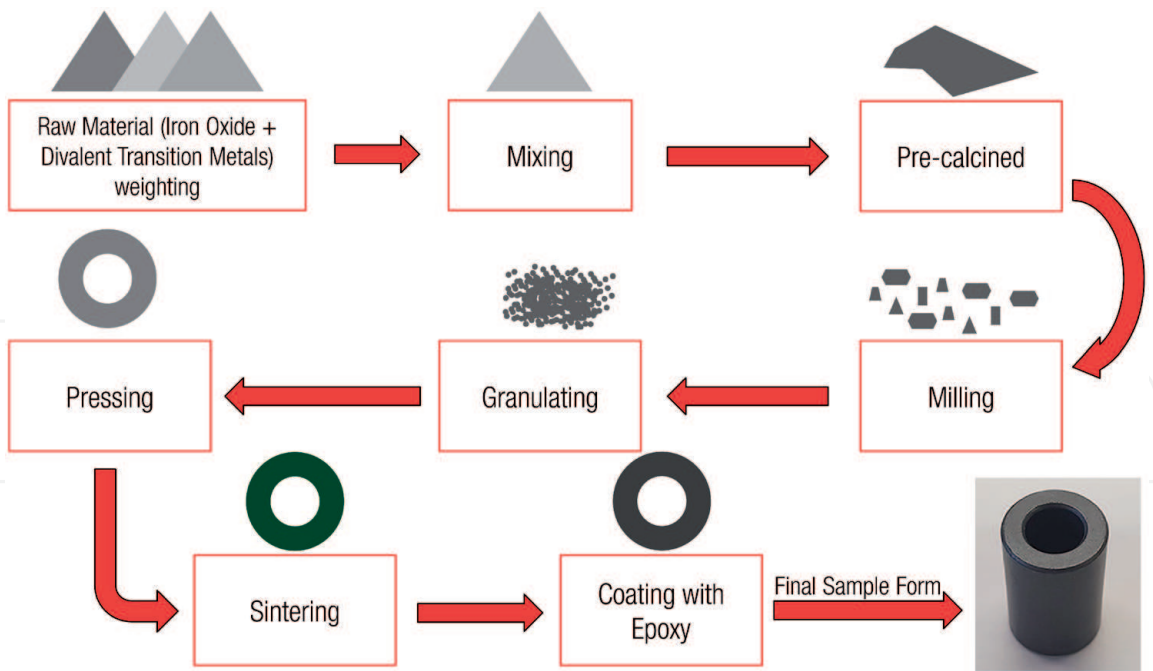 Raw Material (Iron Oxide +
Divalent Transition Metals)
weighting
Mixing
Pre-calcined
Pressing
Granulating
Milling
Sintering
Coating with
Epoxy
Final Sample Form